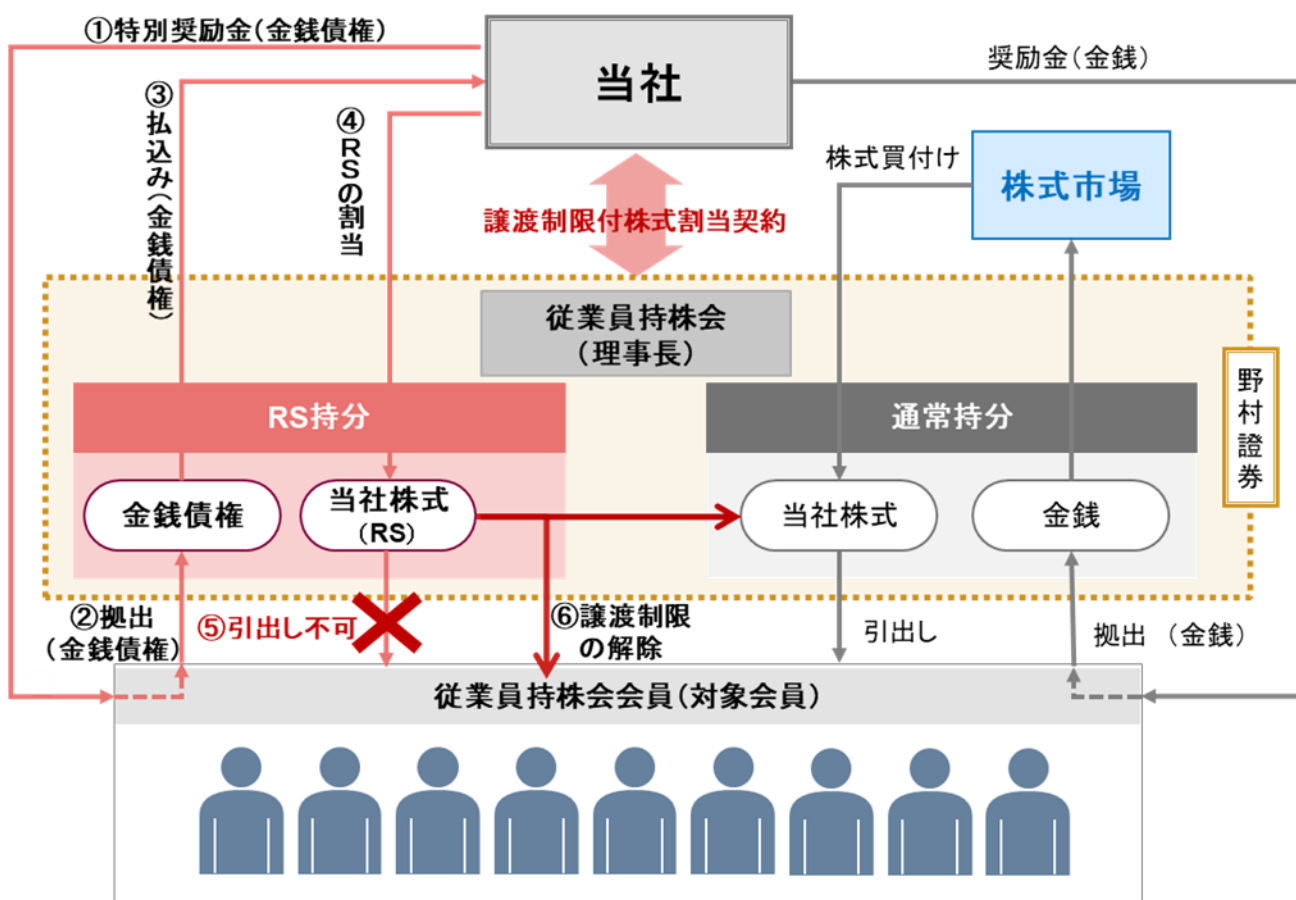 ①特別奨励金(金銭債権)
当社
奨励金(金銭)
③払込み(金銭債権)
④RSの割当
株式買付け
株式市場
譲渡制限付株式割当契約
従業員持株会
(理事長)
野村證券
RS持分
通常持分
金銭債権
当社株式
(RS)
当社株式
金銭
②拠出
(金銭債権)
⑤引出し不可
⑥譲渡制限
の解除
引出し
拠出 (金銭)
従業員持株会会員(対象会員)